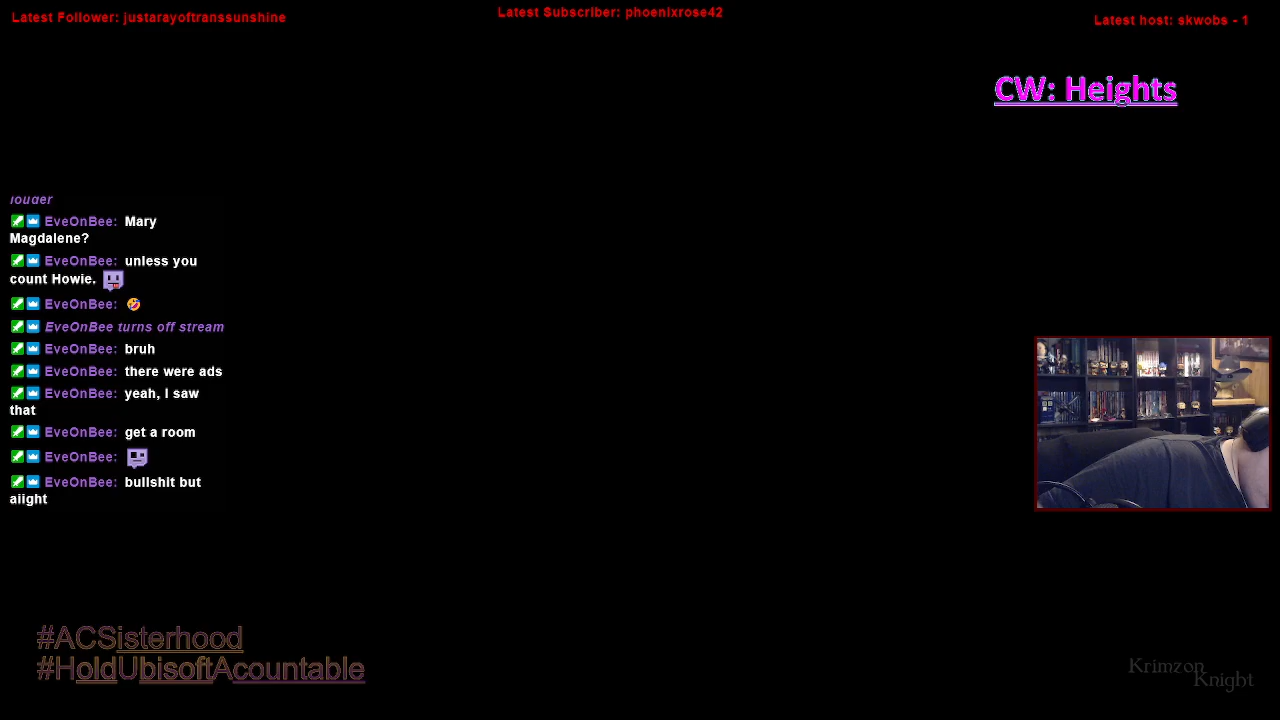 Latest Follower: justarayoftranssunshine
Latest Subscriber: phoenixrose42
Latest host: skwobs - 1
CW: Heights
louder
EveOnBee: Mary
Magdalene?
EveOnBee: unless you
count Howie.
EveOnBee: 🤣
EveOnBee turns off stream
EveOnBee: bruh
EveOnBee: there were ads
EveOnBee: yeah, I saw
that
EveOnBee: get a room
EveOnBee:
EveOnBee: bullshit but
aiight
#ACSisterhood
#HoldUbisoftAcountable
Krimzon
Knight